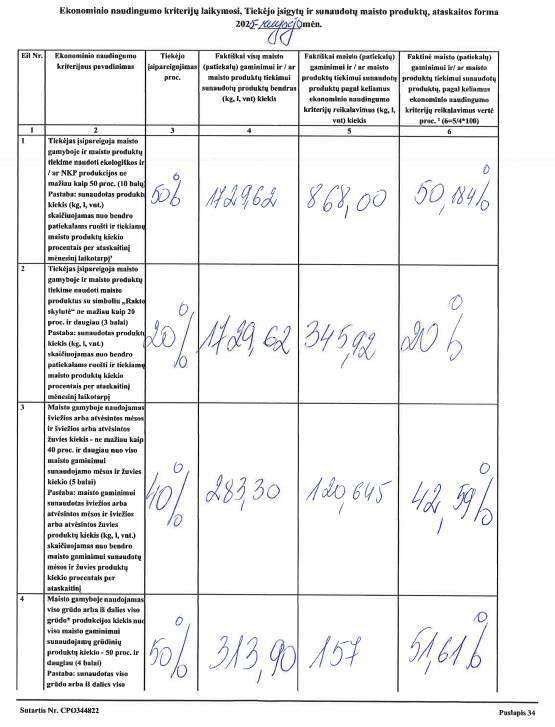 Ekonominio naudingumo kriterijų laikymosi, Tiekėjo įsigytų ir sunaudotų maisto produktų, ataskaitos forma
mėn.
Eil Nr.
Ekonominio naudingumo
kriterijaus pavadinimas
Tiekėjo
įsipareigojimas
proc.
Faktiškai visų maisto
(patiekalų) gaminimui ir / ar
maisto produktų tiekimui
sunaudotų produktų bendras
(kg, l, vnt) kiekis
Faktiškai maisto (patiekalų)
gaminimui ir / ar maisto
produktų tiekimui sunaudotų
produktų pagal keliamus
ekonominio naudingumo
kriterijų reikalavimus (kg, l,
vnt) kiekis
Faktinė maisto (patiekalų)
gaminimui ir / ar maisto
produktų tiekimui sunaudotų
produktų, pagal keliamus
ekonominio naudingumo
kriterijų reikalavimus vertė
proc. ² (6=5/4*100)
1 2 3 4 5 6
1
Tiekėjas įsipareigoja maisto
gamyboje ir maisto produktų
tiekime naudoti ekologiškos ir
/ ar NKP produkcijos ne
mažiau kaip 50 proc. (10 balų)
Pastaba: sunaudotas produktų
kiekis (kg, l, vnt.)
skaičiuojamas nuo bendro
patiekalams ruošti ir tiekiamų
maisto produktų kiekio
procentais per ataskaitinį
mėnesinį laikotarpį¹
50% 1729,62 868,00 50,18%
2
Tiekėjas įsipareigoja maisto
gamyboje ir maisto produktų
tiekime naudoti maisto
produktus su simboliu „Rakto
skylutė“ ne mažiau kaip 20
proc. ir daugiau (3 balai)
Pastaba: sunaudotas produktų
kiekis (kg, l, vnt.)
skaičiuojamas nuo bendro
patiekalams ruošti ir tiekiamų
maisto produktų kiekio
procentais per ataskaitinį
mėnesinį laikotarpį
20% 1729,62 345,92 20%
3
Maisto gamyboje naudojamas
šviežios arba atvėsintos mėsos
ir šviežios arba atvėsintos
žuvies kiekis - ne mažiau kaip
40 proc. ir daugiau nuo viso
maisto gaminimui
sunaudojamo mėsos ir žuvies
kiekio (5 balai)
Pastaba: maisto gaminimui
sunaudotas šviežios arba
atvėsintos mėsos ir šviežios
arba atvėsintos žuvies
produktų kiekis (kg, l, vnt.)
skaičiuojamas nuo bendro
maisto gaminimui sunaudotų
mėsos ir žuvies produktų
kiekio procentais per
ataskaitinį
40% 283,30 120,645 42,59%
4
Maisto gamyboje naudojamas
viso grūdo arba iš dalies viso
grūdo* produkcijos kiekis nuo
viso maisto gaminimui
sunaudojamų grūdinių
produktų kiekio - 50 proc. ir
daugiau (4 balai)
Pastaba: sunaudotas viso
grūdo arba iš dalies viso
50% 313,90 157 51,61%
Sutartis Nr. CPO344822
Puslapis 34